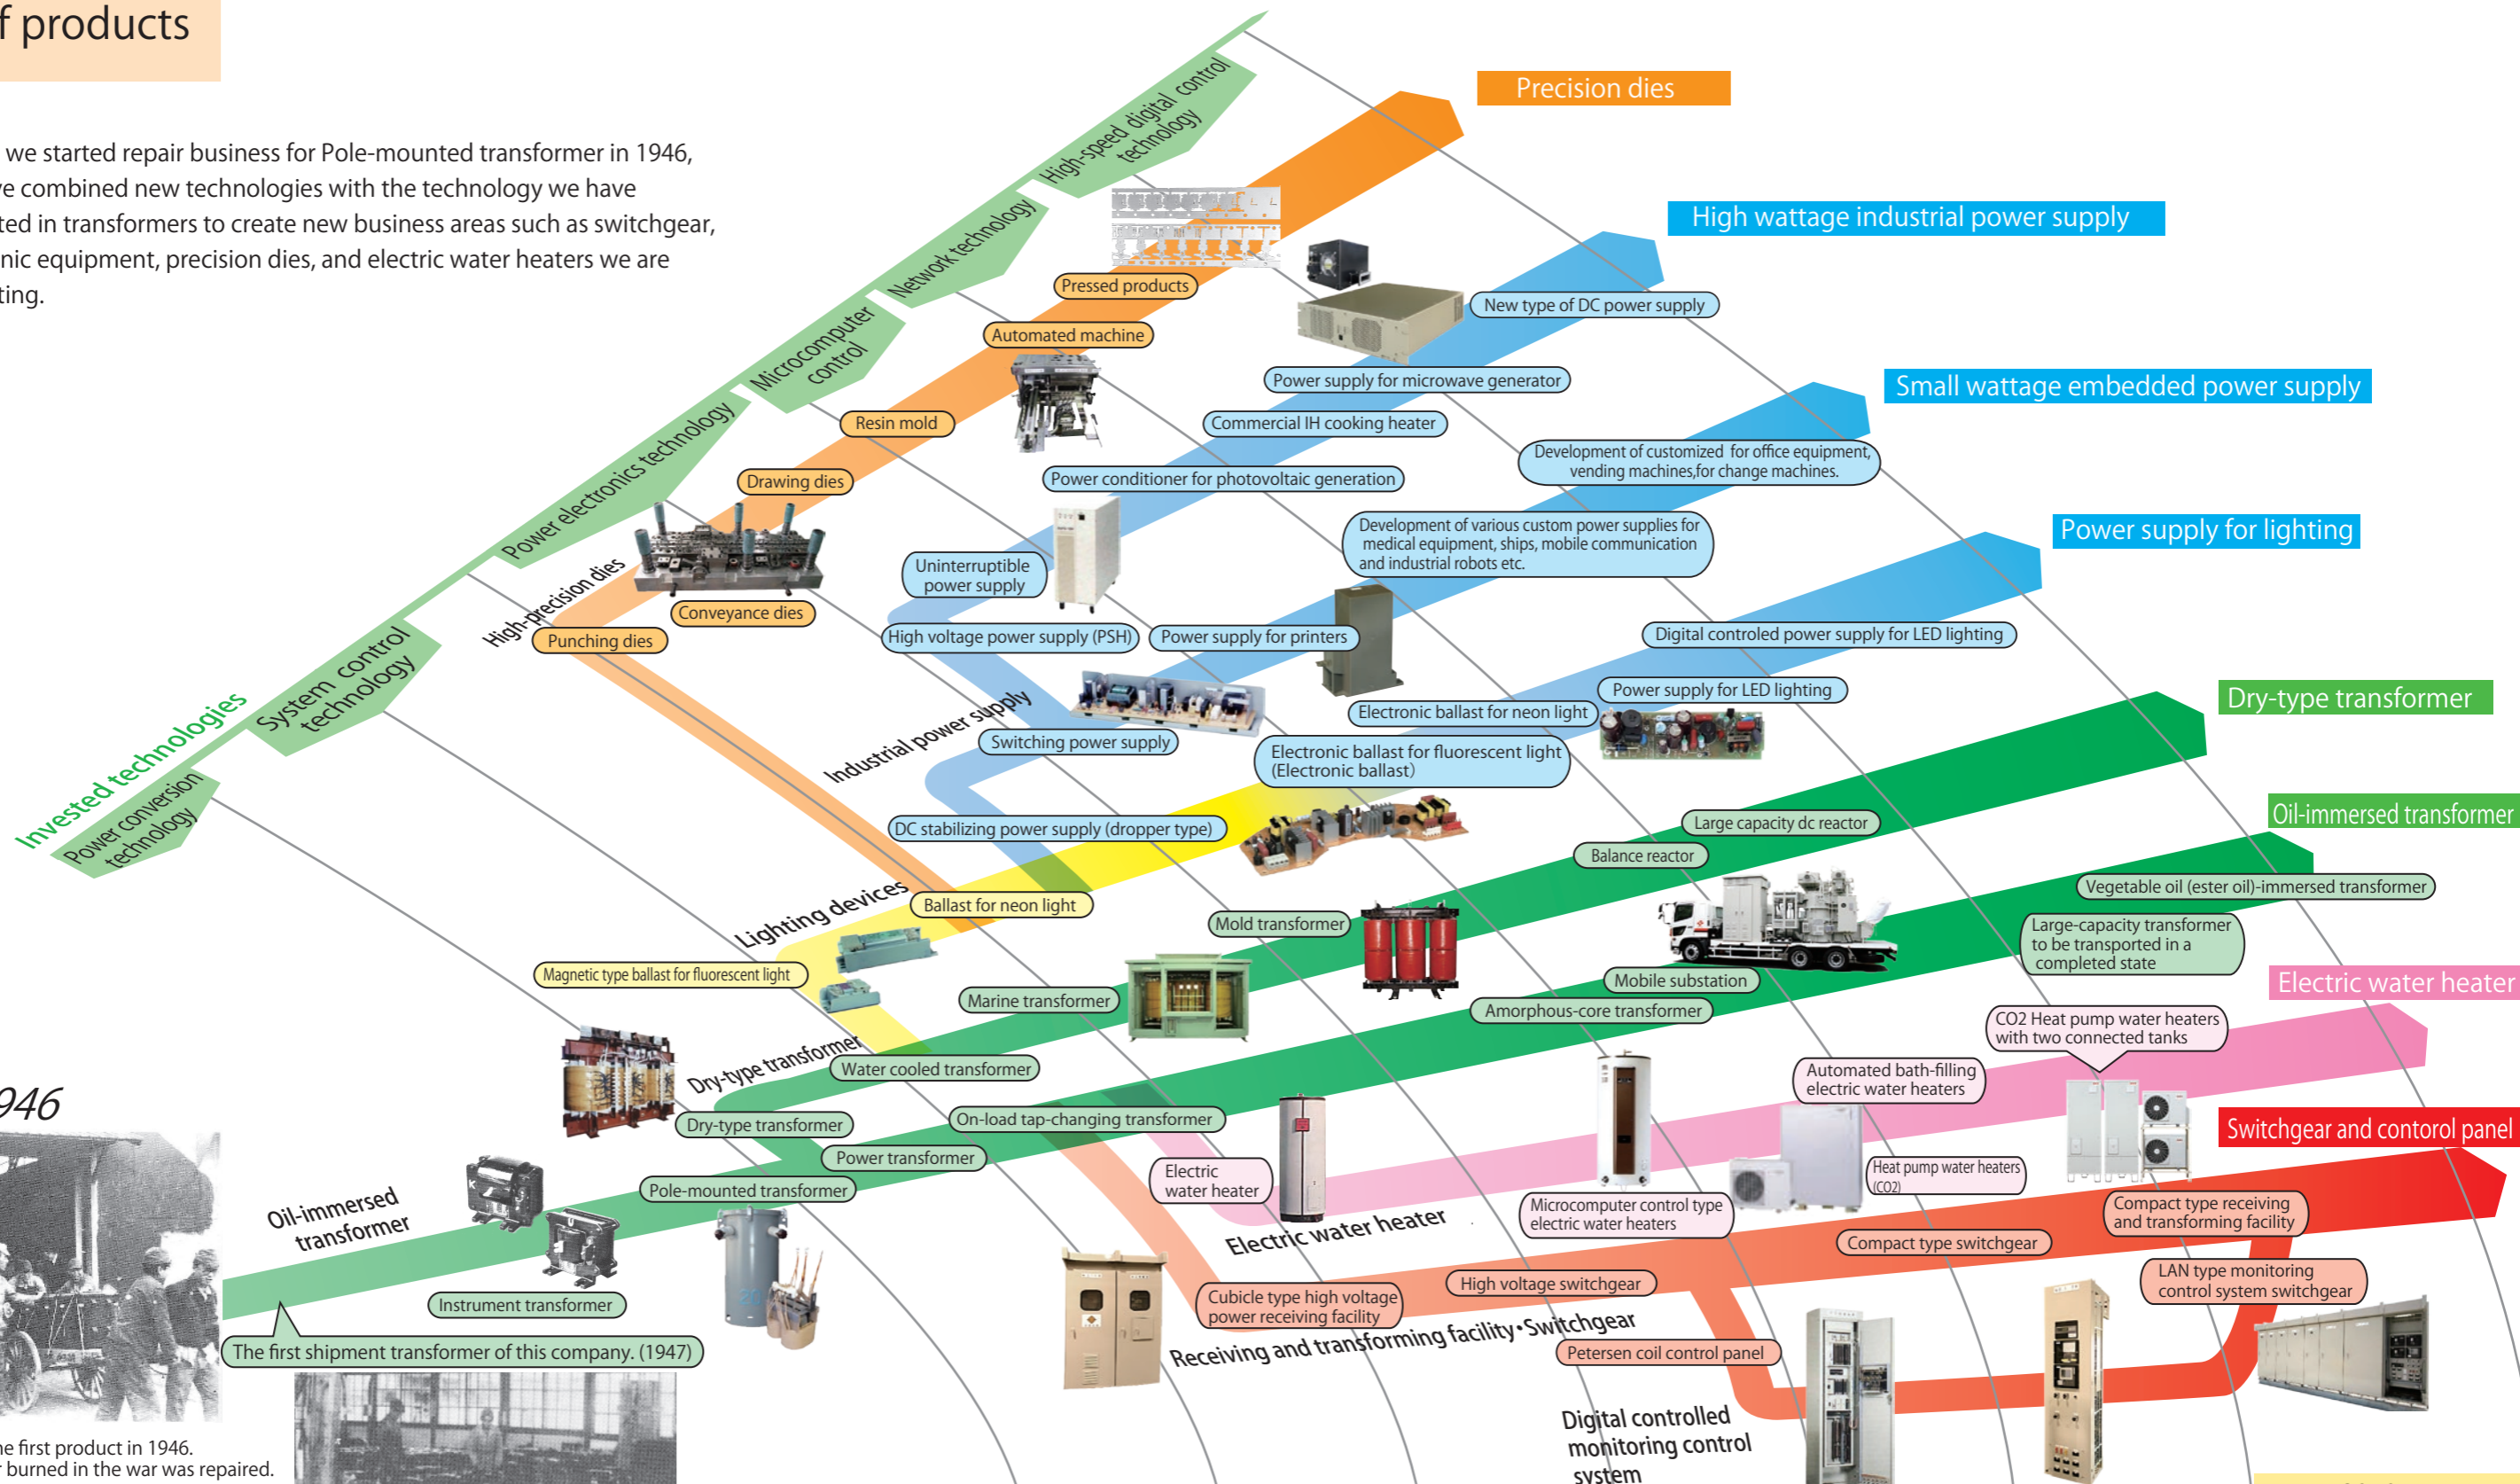 f products
we started repair business for Pole-mounted transformer in 1946,
ve combined new technologies with the technology we have
ted in transformers to create new business areas such as switchgear,
nic equipment, precision dies, and electric water heaters we are
ting.
High-speed digital control
technology
Network technology
Microcomputer
control
Power electronics technology
System control
technology
Power conversion
technology
Invested technologies
Precision dies
High wattage industrial power supply
Small wattage embedded power supply
Power supply for lighting
Dry-type transformer
Oil-immersed transformer
Electric water heater
Switchgear and contorol panel
Pressed products
Automated machine
Resin mold
Drawing dies
Conveyance dies
High-precision dies
Punching dies
New type of DC power supply
Power supply for microwave generator
Commercial IH cooking heater
Power conditioner for photovoltaic generation
Uninterruptible
power supply
High voltage power supply (PSH)
Industrial power supply
Development of customized for office equipment,
vending machines,for change machines.
Development of various custom power supplies for
medical equipment, ships, mobile communication
and industrial robots etc.
Power supply for printers
Switching power supply
DC stabilizing power supply (dropper type)
Digital controled power supply for LED lighting
Power supply for LED lighting
Electronic ballast for neon light
Electronic ballast for fluorescent light
(Electronic ballast)
Lighting devices
Ballast for neon light
Magnetic type ballast for fluorescent light
Large capacity dc reactor
Balance reactor
Mold transformer
Marine transformer
Dry-type transformer
Water cooled transformer
Dry-type transformer
Vegetable oil (ester oil)-immersed transformer
Large-capacity transformer
to be transported in a
completed state
Mobile substation
Amorphous-core transformer
On-load tap-changing transformer
Power transformer
Pole-mounted transformer
Oil-immersed
transformer
Instrument transformer
The first shipment transformer of this company. (1947)
CO2 Heat pump water heaters
with two connected tanks
Automated bath-filling
electric water heaters
Heat pump water heaters
(CO2)
Microcomputer control type
electric water heaters
Electric
water heater
Electric water heater
Compact type receiving
and transforming facility
Compact type switchgear
High voltage switchgear
Cubicle type high voltage
power receiving facility
Receiving and transforming facility•Switchgear
LAN type monitoring
control system switchgear
Petersen coil control panel
Digital controlled
monitoring control
system
946
he first product in 1946.
r burned in the war was repaired.
K
20